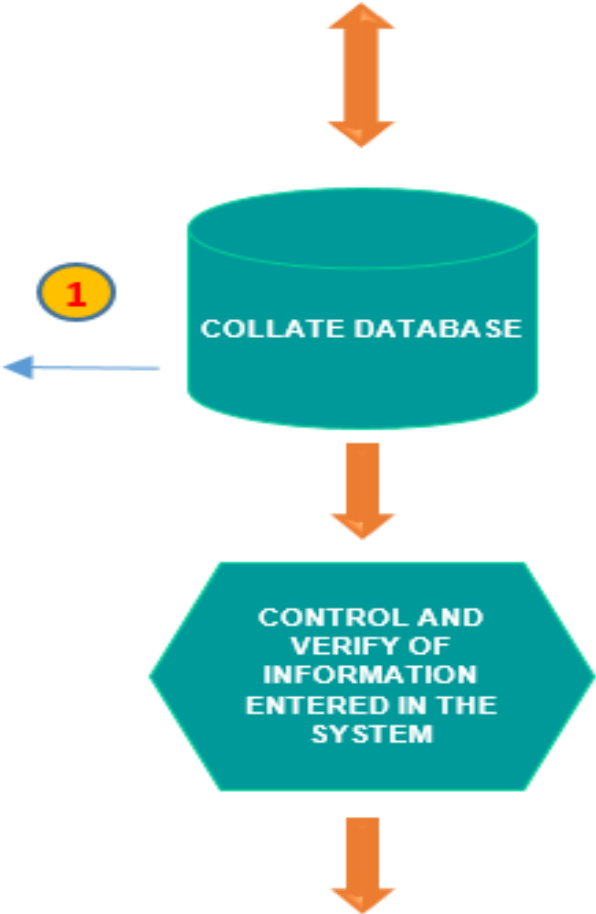 1
COLLATE DATABASE
CONTROL AND
VERIFY OF
INFORMATION
ENTERED IN THE
SYSTEM